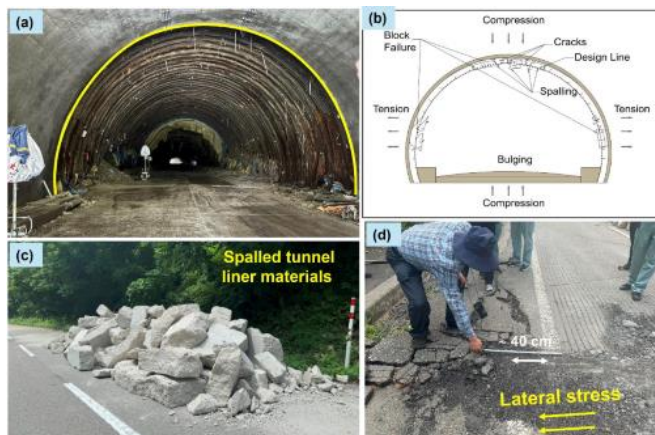 (a)
(b)
Compression
Block
Failure
Cracks
Design Line
Spalling
Tension
Tension
Bulging
Compression
(c)
Spalled tunnel
liner materials
(d)
~ 40 cm
Lateral stress